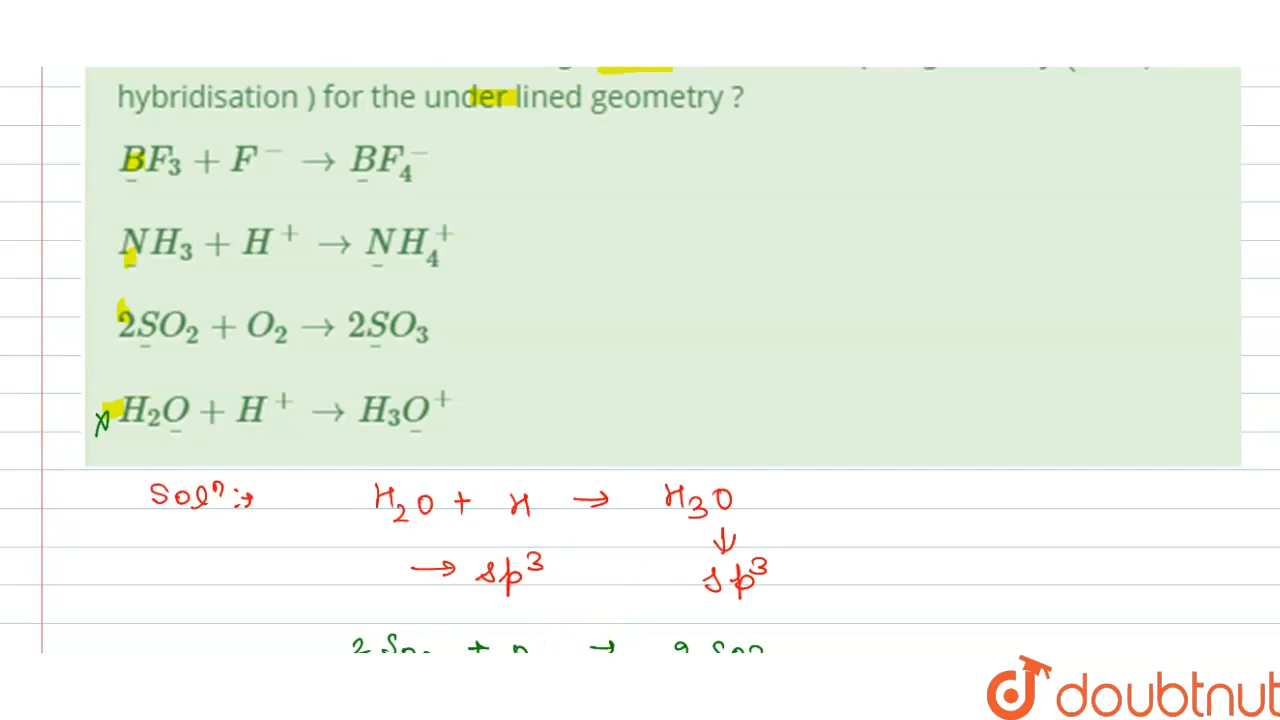 hybridisation ) for the under lined geometry ?
BF₃ + F⁻ → BF₄⁻
NH₃ + H⁺ → NH₄⁺
2SO₂ + O₂ → 2SO₃
H₂O + H⁺ → H₃O⁺
Solⁿ :→ H₂O + H → H₃O
→ sp³ ↓ sp³
doubtnut